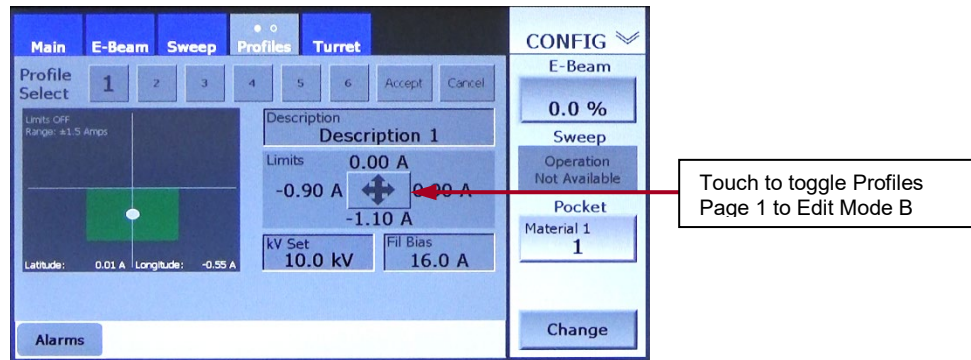 Main
E-Beam
Sweep
Profiles
Turret
CONFIG
Profile
Select
1
2
3
4
5
6
Accept
Cancel
E-Beam
0.0 %
Limits OFF
Range: ±1.5 Amps
Description
Description 1
Sweep
Operation
Not Available
Limits
0.00 A
-0.90 A
-1.10 A
Touch to toggle Profiles
Page 1 to Edit Mode B
Pocket
Material 1
1
kV Set
10.0 kV
Fil Bias
16.0 A
Latitude: 0.01 A Longitude: -0.55 A
Alarms
Change